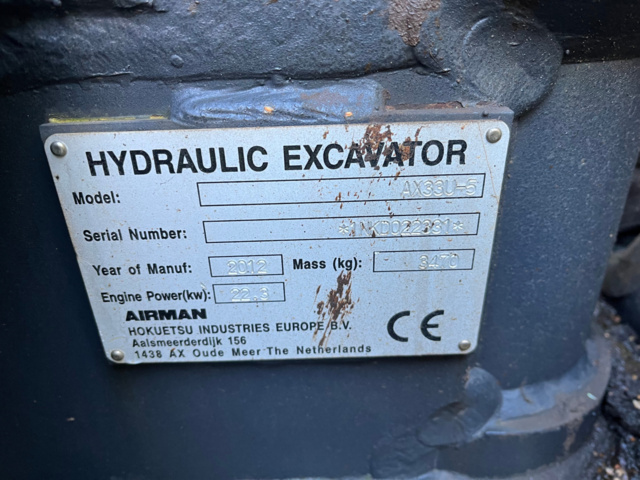 HYDRAULIC EXCAVATOR
Model: AX33U-5
Serial Number: *1NKD022331*
Year of Manuf: 2012 Mass (kg): 3470
Engine Power(kw): 22.3
AIRMAN
HOKUETSU INDUSTRIES EUROPE B.V.
Aalsmeerderdijk 156
1438 AX Oude Meer The Netherlands
CE